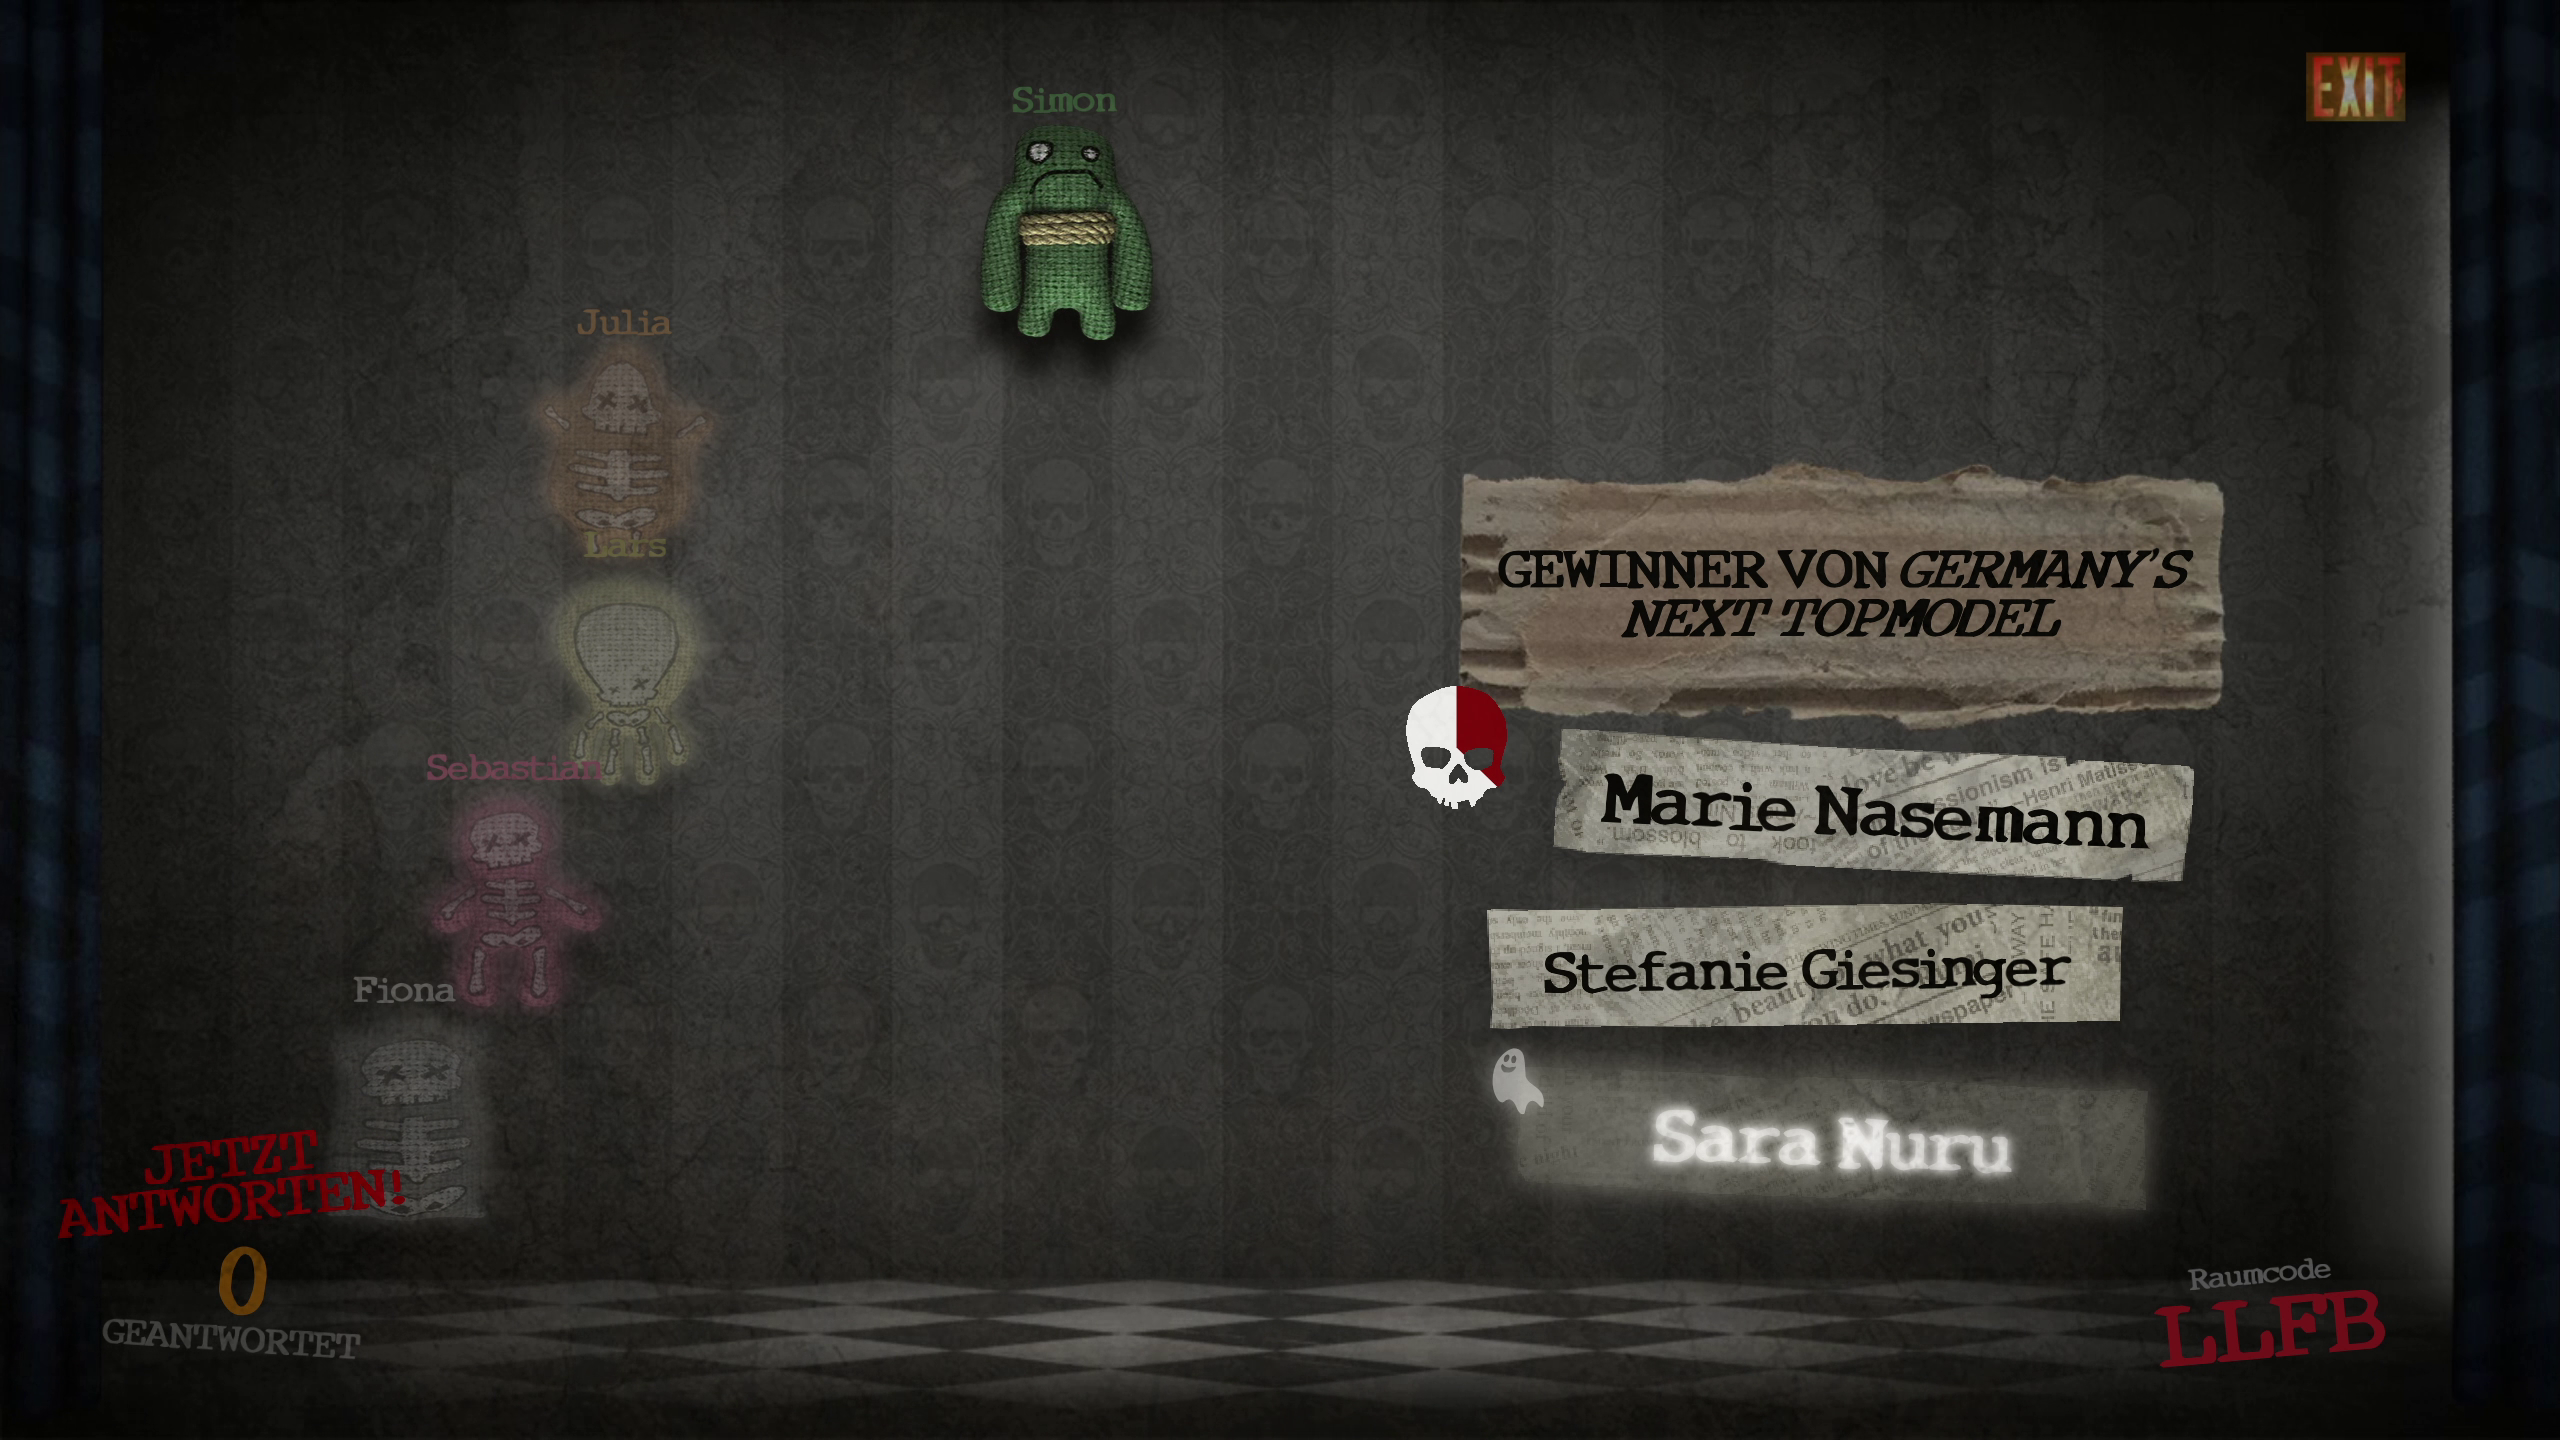 EXIT
Simon
Julia
Lars
Sebastian
Fiona
GEWINNER VON GERMANY'S
NEXT TOPMODEL
Marie Nasemann
Stefanie Giesinger
Sara Nuru
JETZT
ANTWORTEN!
0
GEANTWORTET
Raumcode
LLFB